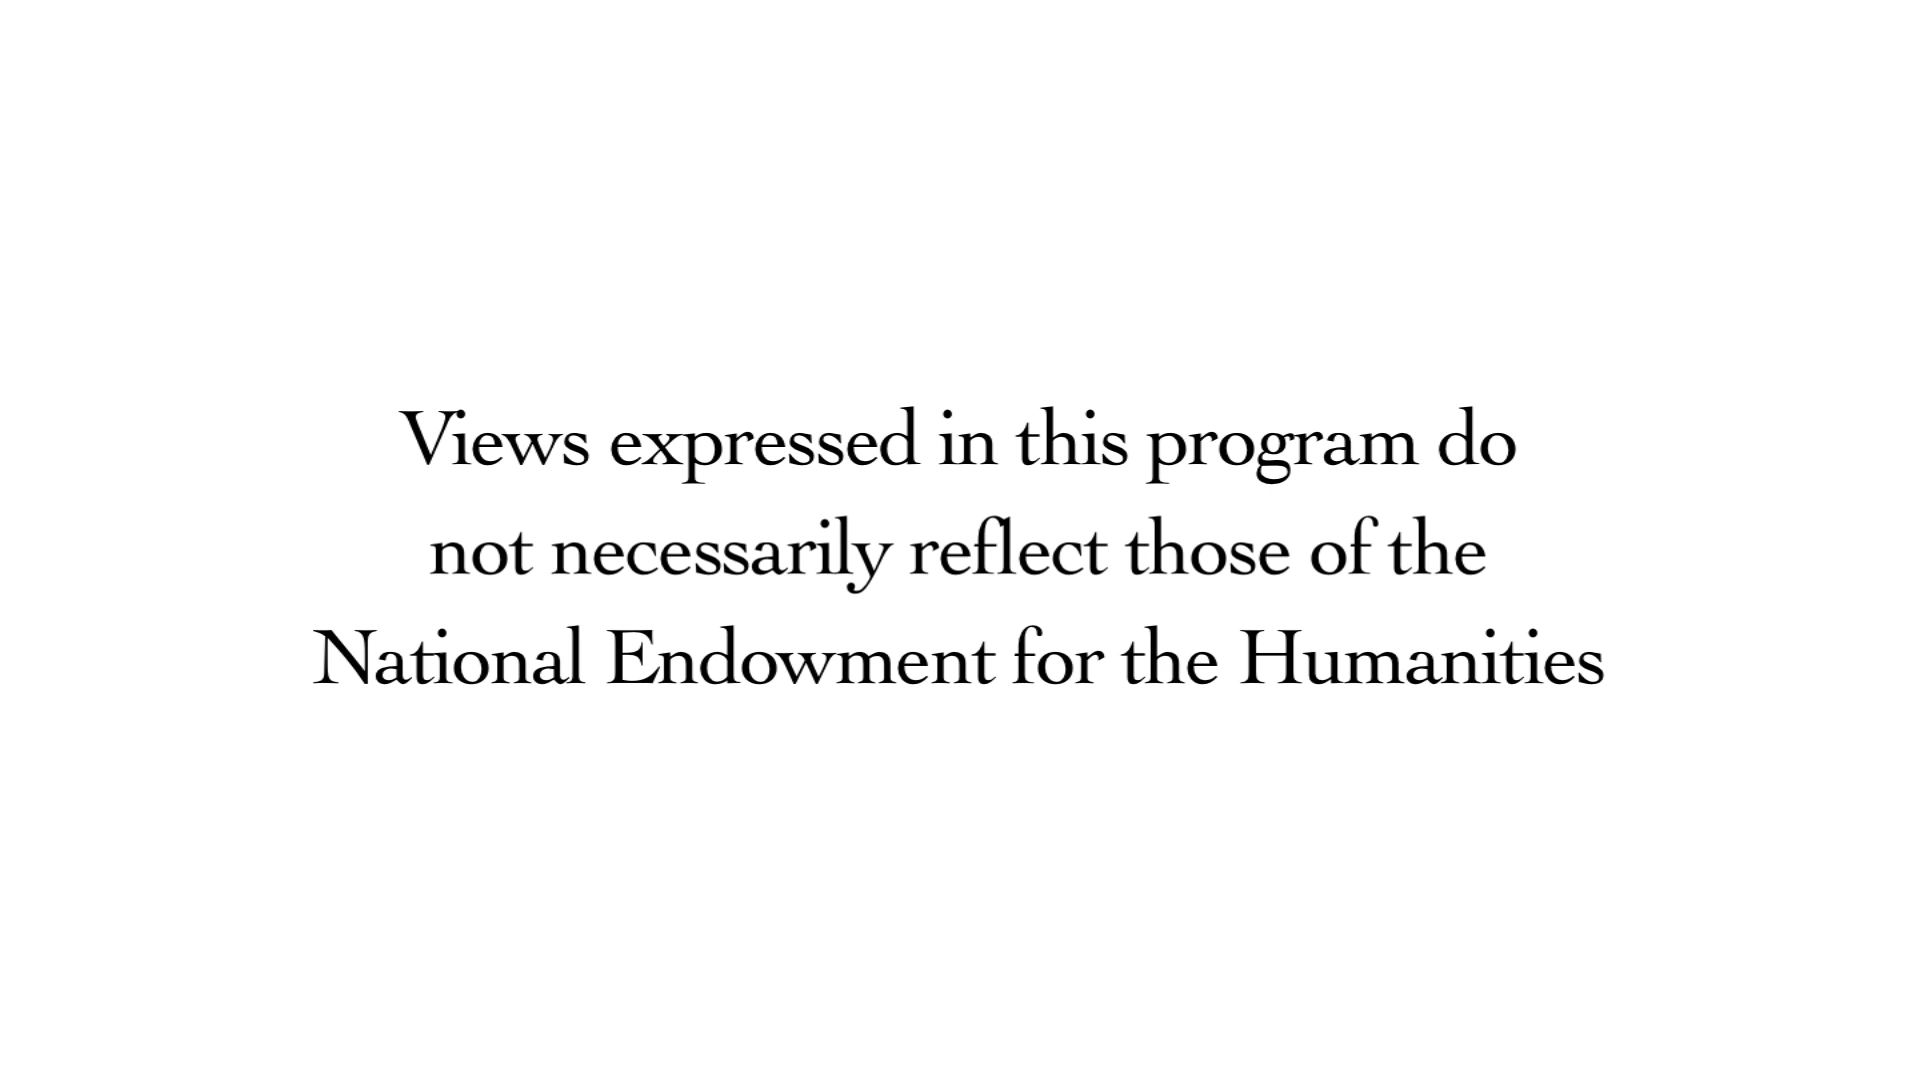 Views expressed in this program do
not necessarily reflect those of the
National Endowment for the Humanities